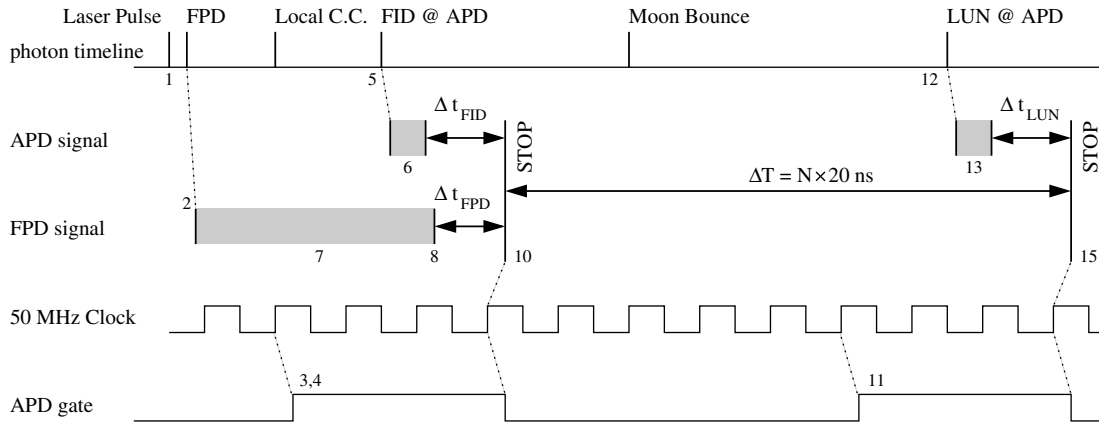 Laser Pulse FPD Local C.C. FID @ APD Moon Bounce LUN @ APD
photon timeline
1 5 12
Δ t FID Δ t LUN
APD signal STOP STOP
6 13
ΔT = N×20 ns
2 Δ t FPD
FPD signal
7 8 10 15
50 MHz Clock
3,4 11
APD gate